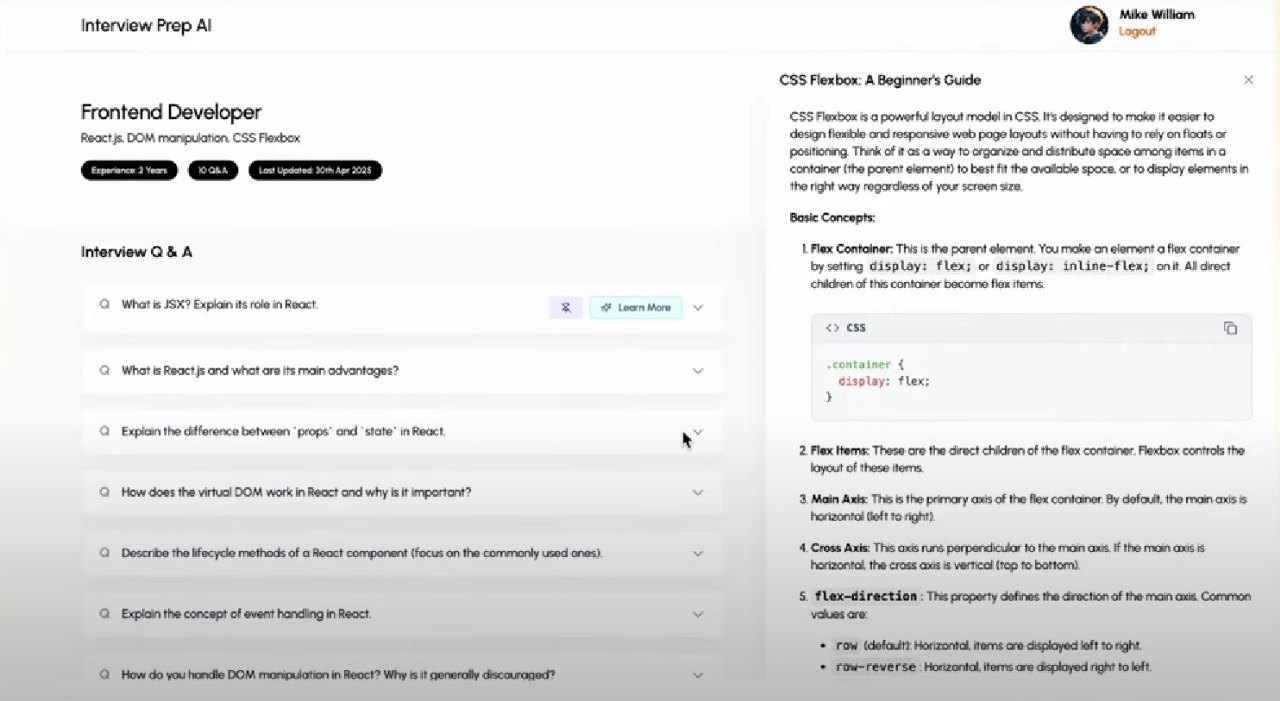 Interview Prep AI
Mike William
Logout
Frontend Developer
React.js, DOM manipulation, CSS Flexbox
Experience: 2 Years
10 Q&A
Last Updated: 30th Apr 2025
Interview Q & A
Q What is JSX? Explain its role in React.
Learn More
Q What is React.js and what are its main advantages?
Q Explain the difference between `props` and `state` in React.
Q How does the virtual DOM work in React and why is it important?
Q Describe the lifecycle methods of a React component (focus on the commonly used ones).
Q Explain the concept of event handling in React.
Q How do you handle DOM manipulation in React? Why is it generally discouraged?
CSS Flexbox: A Beginner's Guide
CSS Flexbox is a powerful layout model in CSS. It's designed to make it easier to
design flexible and responsive web page layouts without having to rely on floats or
positioning. Think of it as a way to organize and distribute space among items in a
container (the parent element) to best fit the available space, or to display elements in
the right way regardless of your screen size.
Basic Concepts:
1. Flex Container: This is the parent element. You make an element a flex container
by setting display: flex; or display: inline-flex; on it. All direct
children of this container become flex items.
<> CSS
.container {
display: flex;
}
2. Flex Items: These are the direct children of the flex container. Flexbox controls the
layout of these items.
3. Main Axis: This is the primary axis of the flex container. By default, the main axis is
horizontal (left to right).
4. Cross Axis: This axis runs perpendicular to the main axis. If the main axis is
horizontal, the cross axis is vertical (top to bottom).
5. flex-direction : This property defines the direction of the main axis. Common
values are:
• row (default): Horizontal, items are displayed left to right.
• row-reverse : Horizontal, items are displayed right to left.